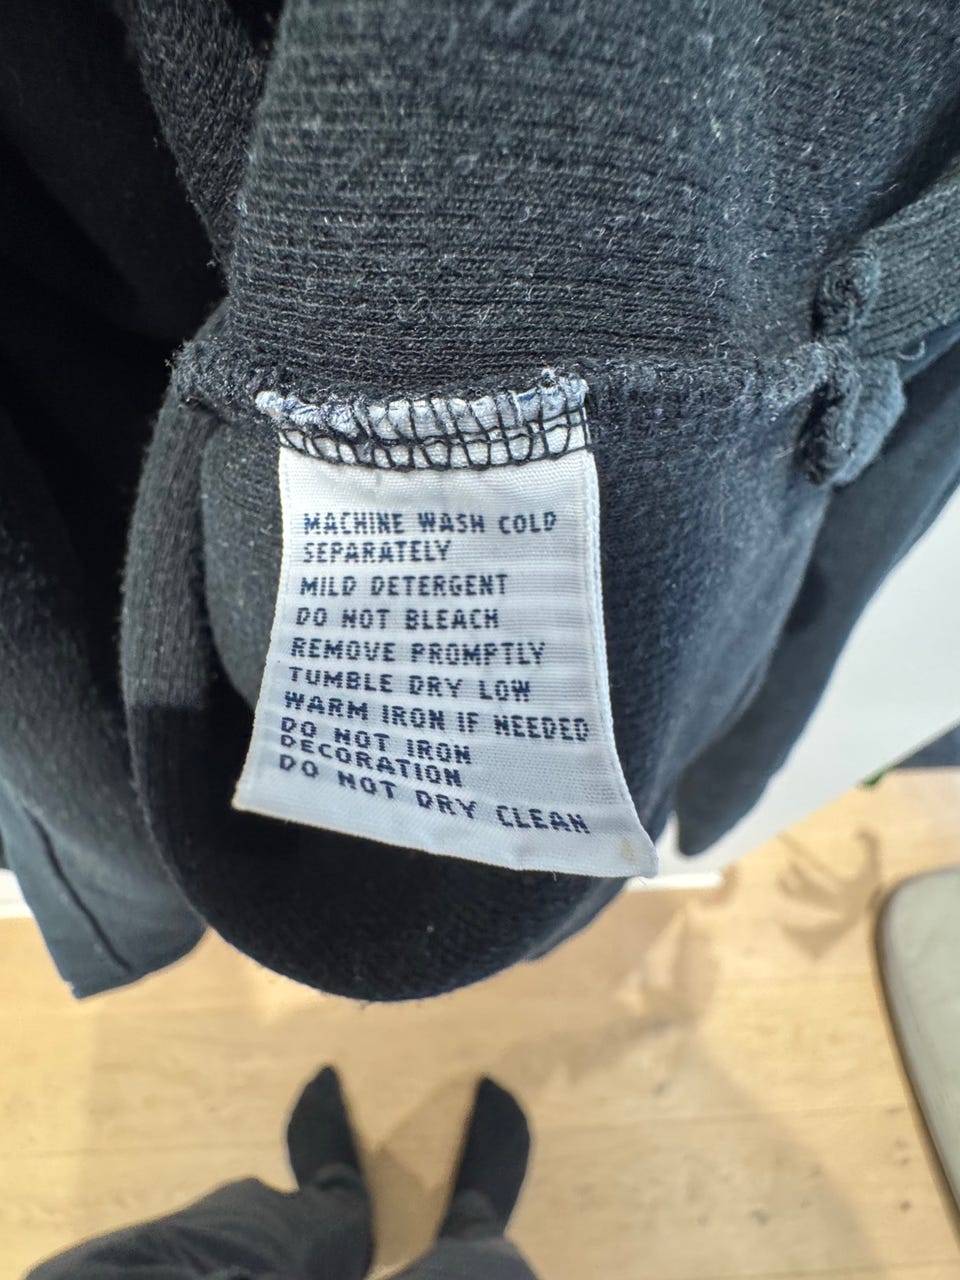 MACHINE WASH COLD
SEPARATELY
MILD DETERGENT
DO NOT BLEACH
REMOVE PROMPTLY
TUMBLE DRY LOW
WARM IRON IF NEEDED
DO NOT IRON
DECORATION
DO NOT DRY CLEAN